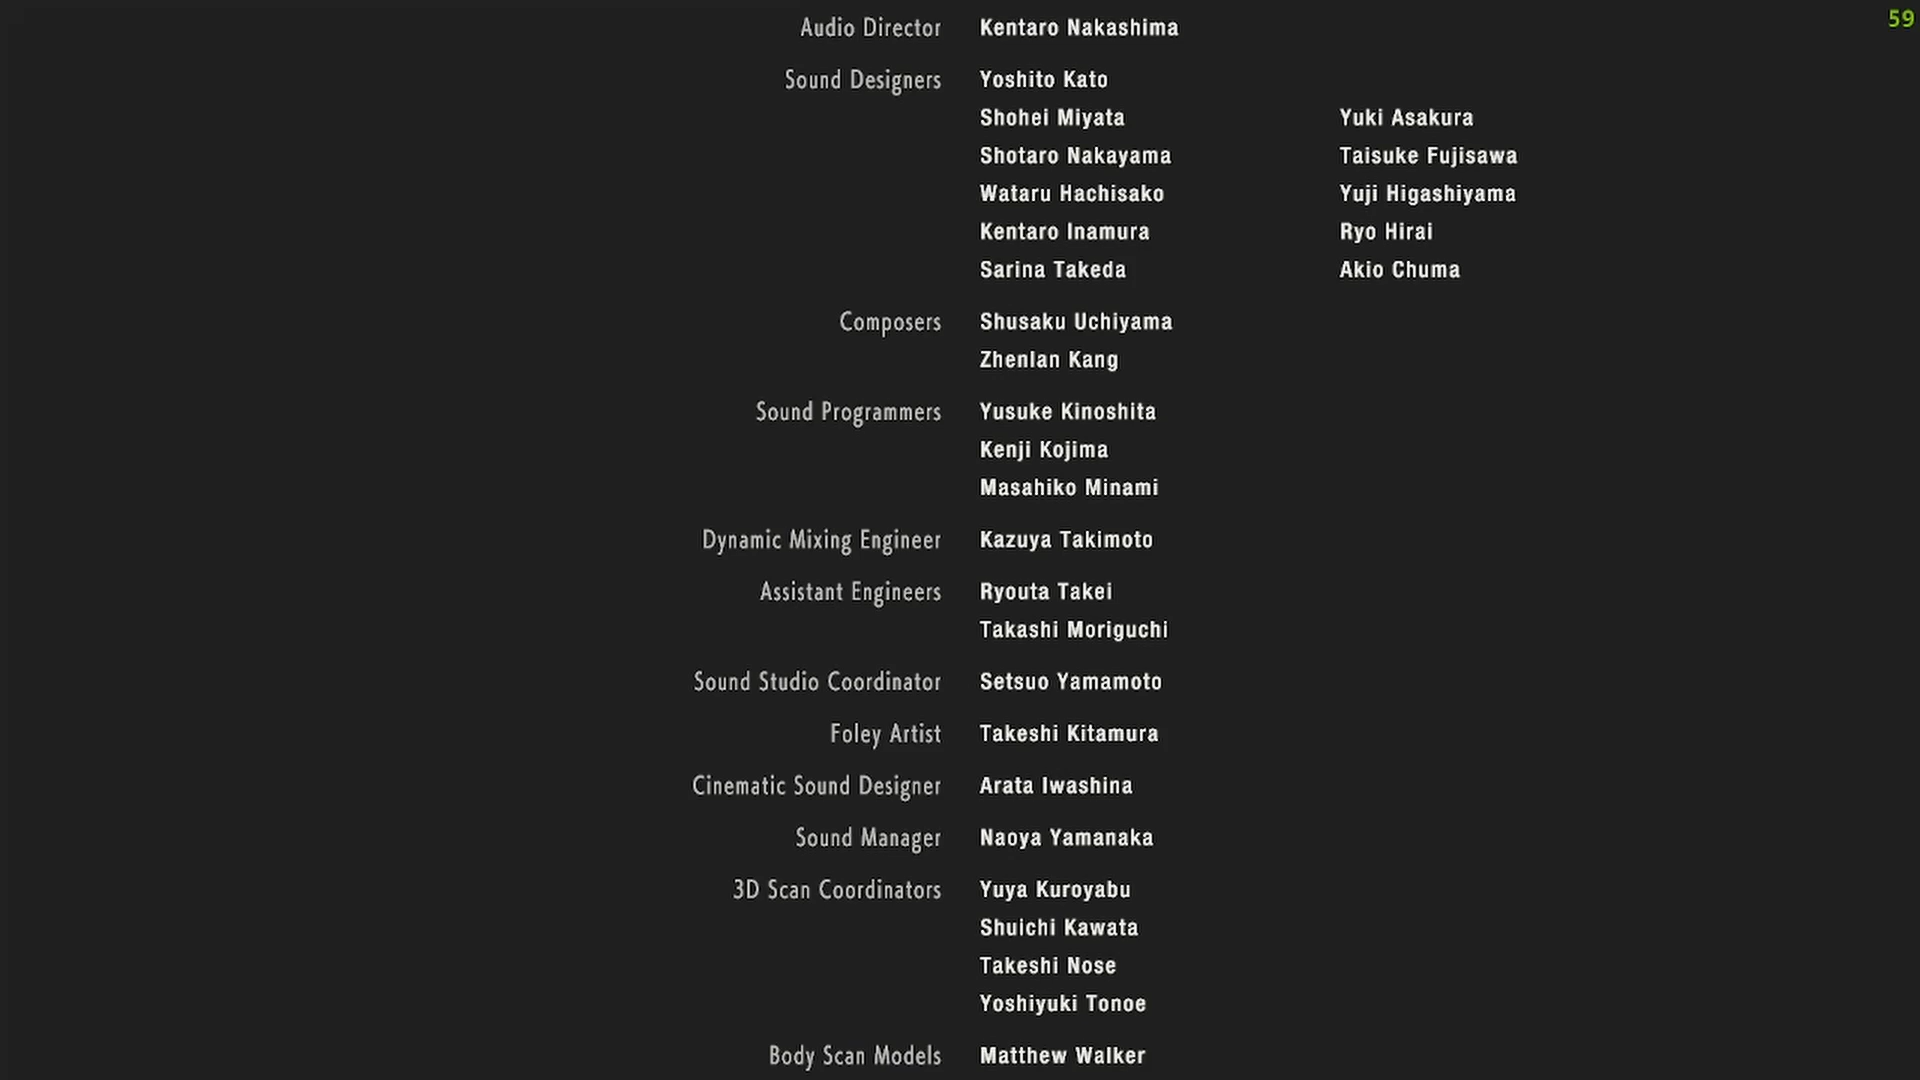 59
Audio Director Kentaro Nakashima
Sound Designers Yoshito Kato
Shohei Miyata Yuki Asakura
Shotaro Nakayama Taisuke Fujisawa
Wataru Hachisako Yuji Higashiyama
Kentaro Inamura Ryo Hirai
Sarina Takeda Akio Chuma
Composers Shusaku Uchiyama
Zhenlan Kang
Sound Programmers Yusuke Kinoshita
Kenji Kojima
Masahiko Minami
Dynamic Mixing Engineer Kazuya Takimoto
Assistant Engineers Ryouta Takei
Takashi Moriguchi
Sound Studio Coordinator Setsuo Yamamoto
Foley Artist Takeshi Kitamura
Cinematic Sound Designer Arata Iwashina
Sound Manager Naoya Yamanaka
3D Scan Coordinators Yuya Kuroyabu
Shuichi Kawata
Takeshi Nose
Yoshiyuki Tonoe
Body Scan Models Matthew Walker